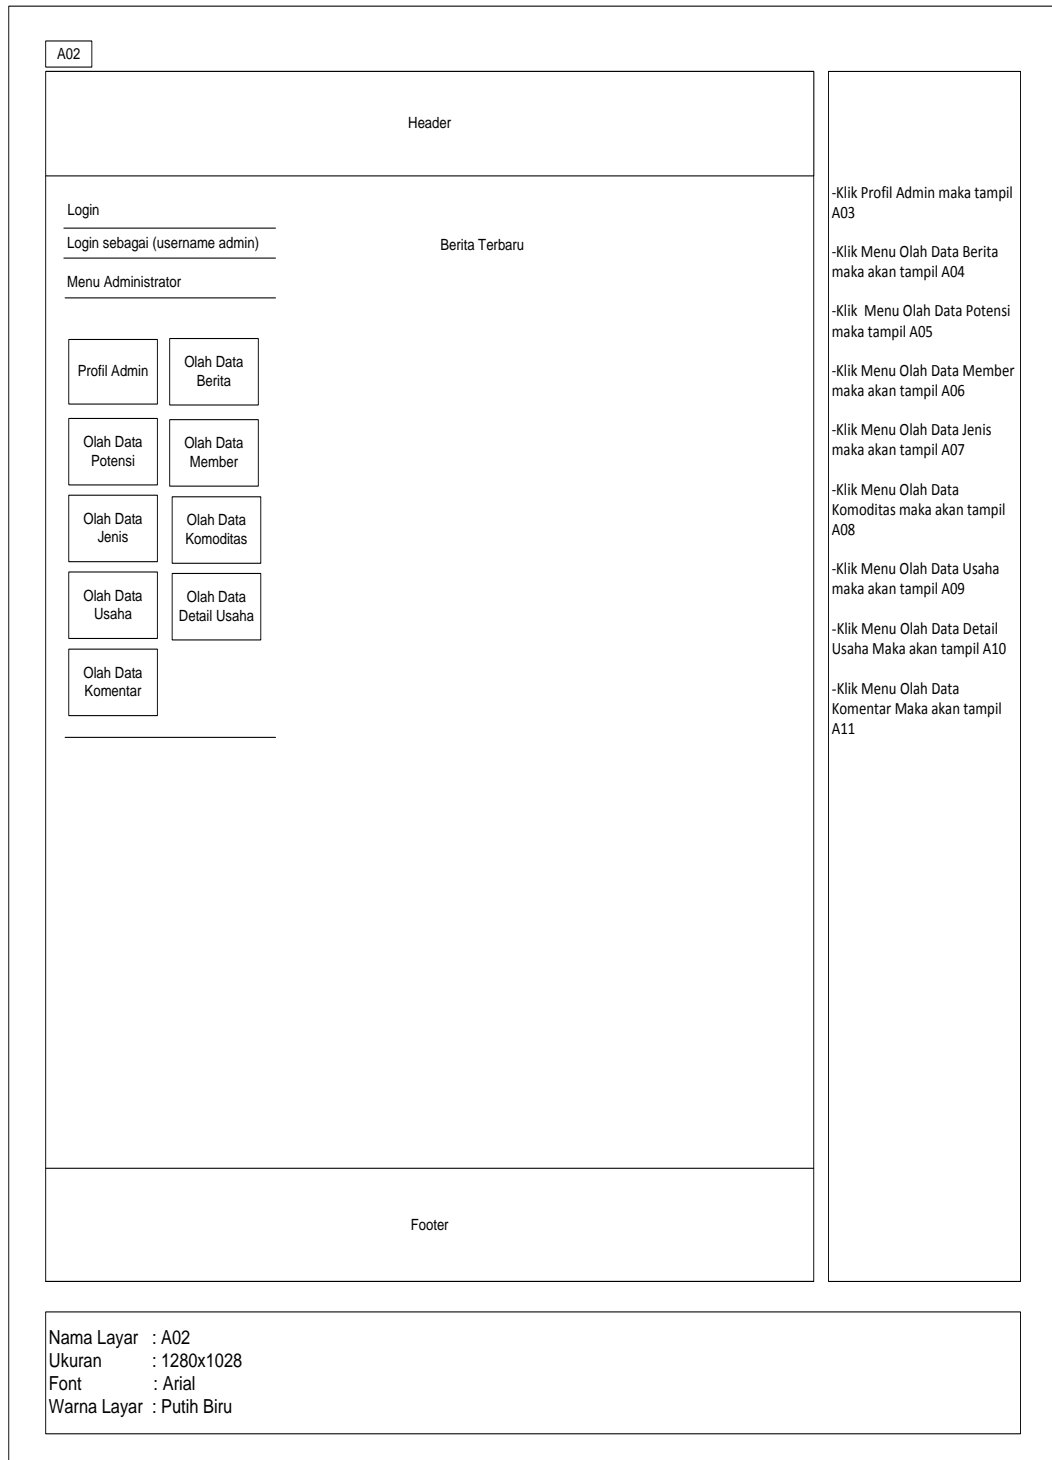 A02
Header
Login
Login sebagai (username admin)
Menu Administrator
Berita Terbaru
Profil Admin
Olah Data
Berita
Olah Data
Potensi
Olah Data
Member
Olah Data
Jenis
Olah Data
Komoditas
Olah Data
Usaha
Olah Data
Detail Usaha
Olah Data
Komentar
Footer
-Klik Profil Admin maka tampil
A03
-Klik Menu Olah Data Berita
maka akan tampil A04
-Klik  Menu Olah Data Potensi
maka tampil A05
-Klik Menu Olah Data Member
maka akan tampil A06
-Klik Menu Olah Data Jenis
maka akan tampil A07
-Klik Menu Olah Data
Komoditas maka akan tampil
A08
-Klik Menu Olah Data Usaha
maka akan tampil A09
-Klik Menu Olah Data Detail
Usaha Maka akan tampil A10
-Klik Menu Olah Data
Komentar Maka akan tampil
A11
Nama Layar : A02
Ukuran : 1280x1028
Font : Arial
Warna Layar : Putih Biru